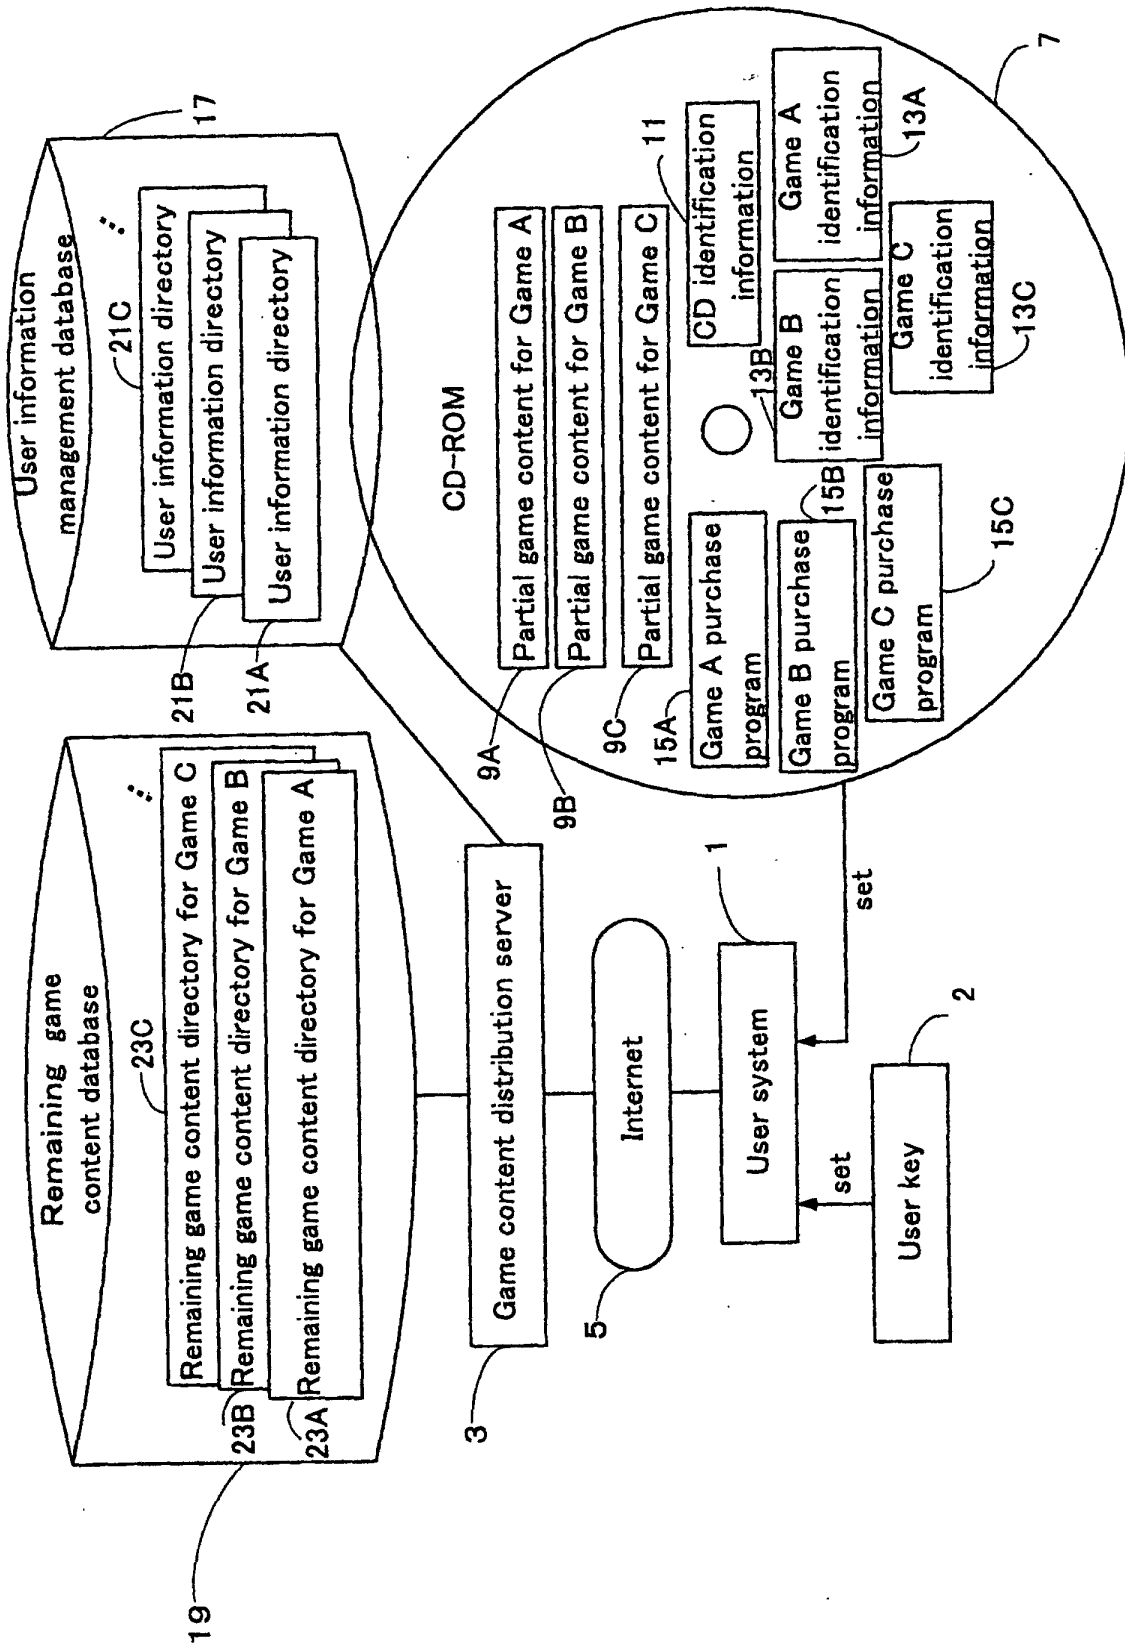 Remaining game
content database
19
23C
Remaining game content directory for Game C
Remaining game content directory for Game B
Remaining game content directory for Game A
23B
23A
User information
management database
17
21C
User information directory
User information directory
User information directory
21B
21A
Game content distribution server
3
Internet
5
User system
1
set
set
User key
2
CD-ROM
7
Partial game content for Game A
Partial game content for Game B
Partial game content for Game C
9A
9B
9C
CD identification
information
11
15A
Game A purchase
program
Game B purchase
program
15B
Game C purchase
program
15C
13B
Game B
identification
information
Game A
identification
information
13A
Game C
identification
information
13C